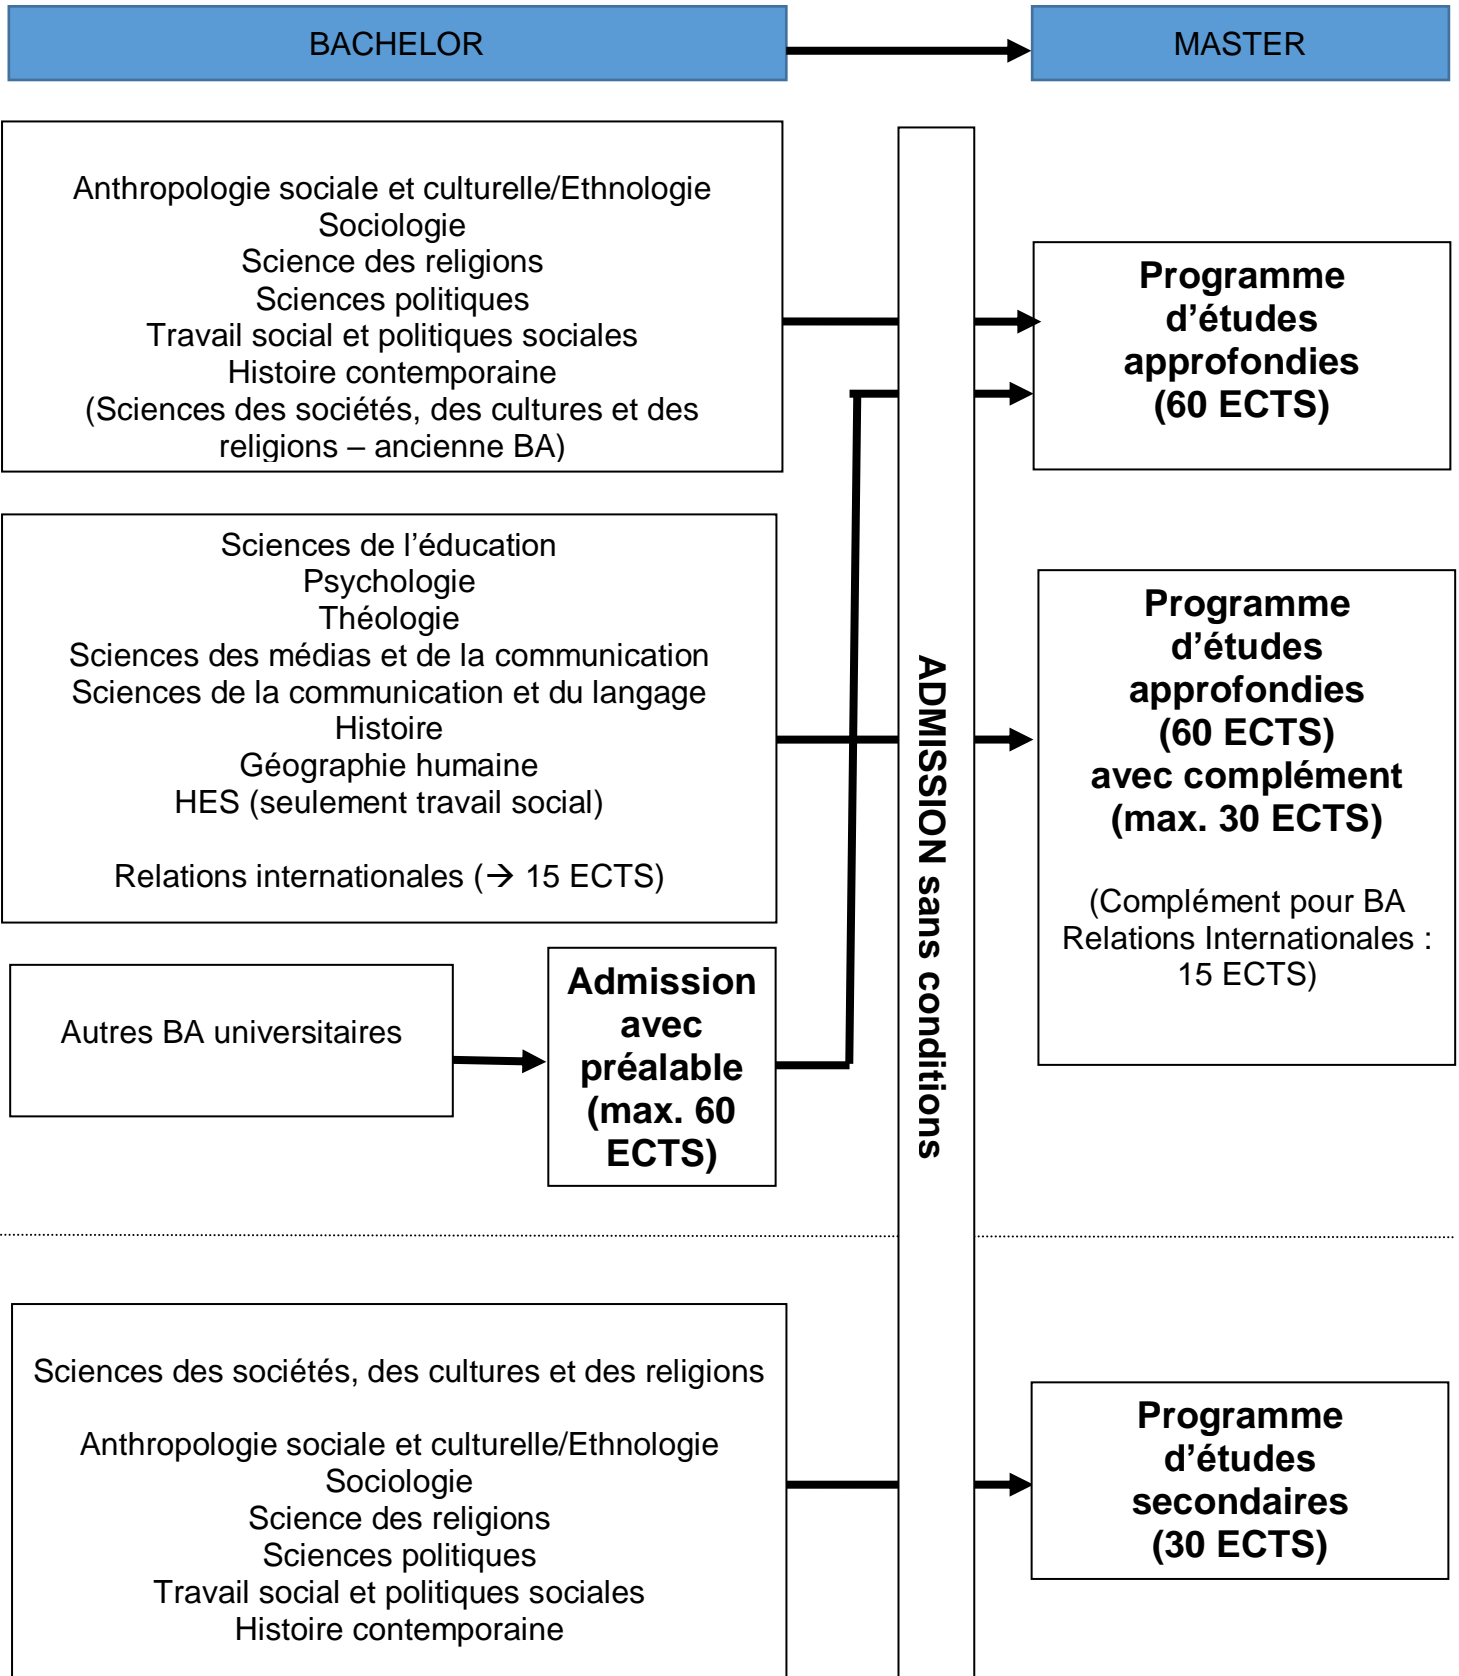 BACHELOR
MASTER
Anthropologie sociale et culturelle/Ethnologie
Sociologie
Science des religions
Sciences politiques
Travail social et politiques sociales
Histoire contemporaine
(Sciences des sociétés, des cultures et des
religions – ancienne BA)
Programme
d’études
approfondies
(60 ECTS)
Sciences de l’éducation
Psychologie
Théologie
Sciences des médias et de la communication
Sciences de la communication et du langage
Histoire
Géographie humaine
HES (seulement travail social)
Relations internationales (→ 15 ECTS)
ADMISSION sans conditions
Programme
d’études
approfondies
(60 ECTS)
avec complément
(max. 30 ECTS)
(Complément pour BA
Relations Internationales :
15 ECTS)
Autres BA universitaires
Admission
avec
préalable
(max. 60
ECTS)
Sciences des sociétés, des cultures et des religions
Anthropologie sociale et culturelle/Ethnologie
Sociologie
Science des religions
Sciences politiques
Travail social et politiques sociales
Histoire contemporaine
Programme
d’études
secondaires
(30 ECTS)